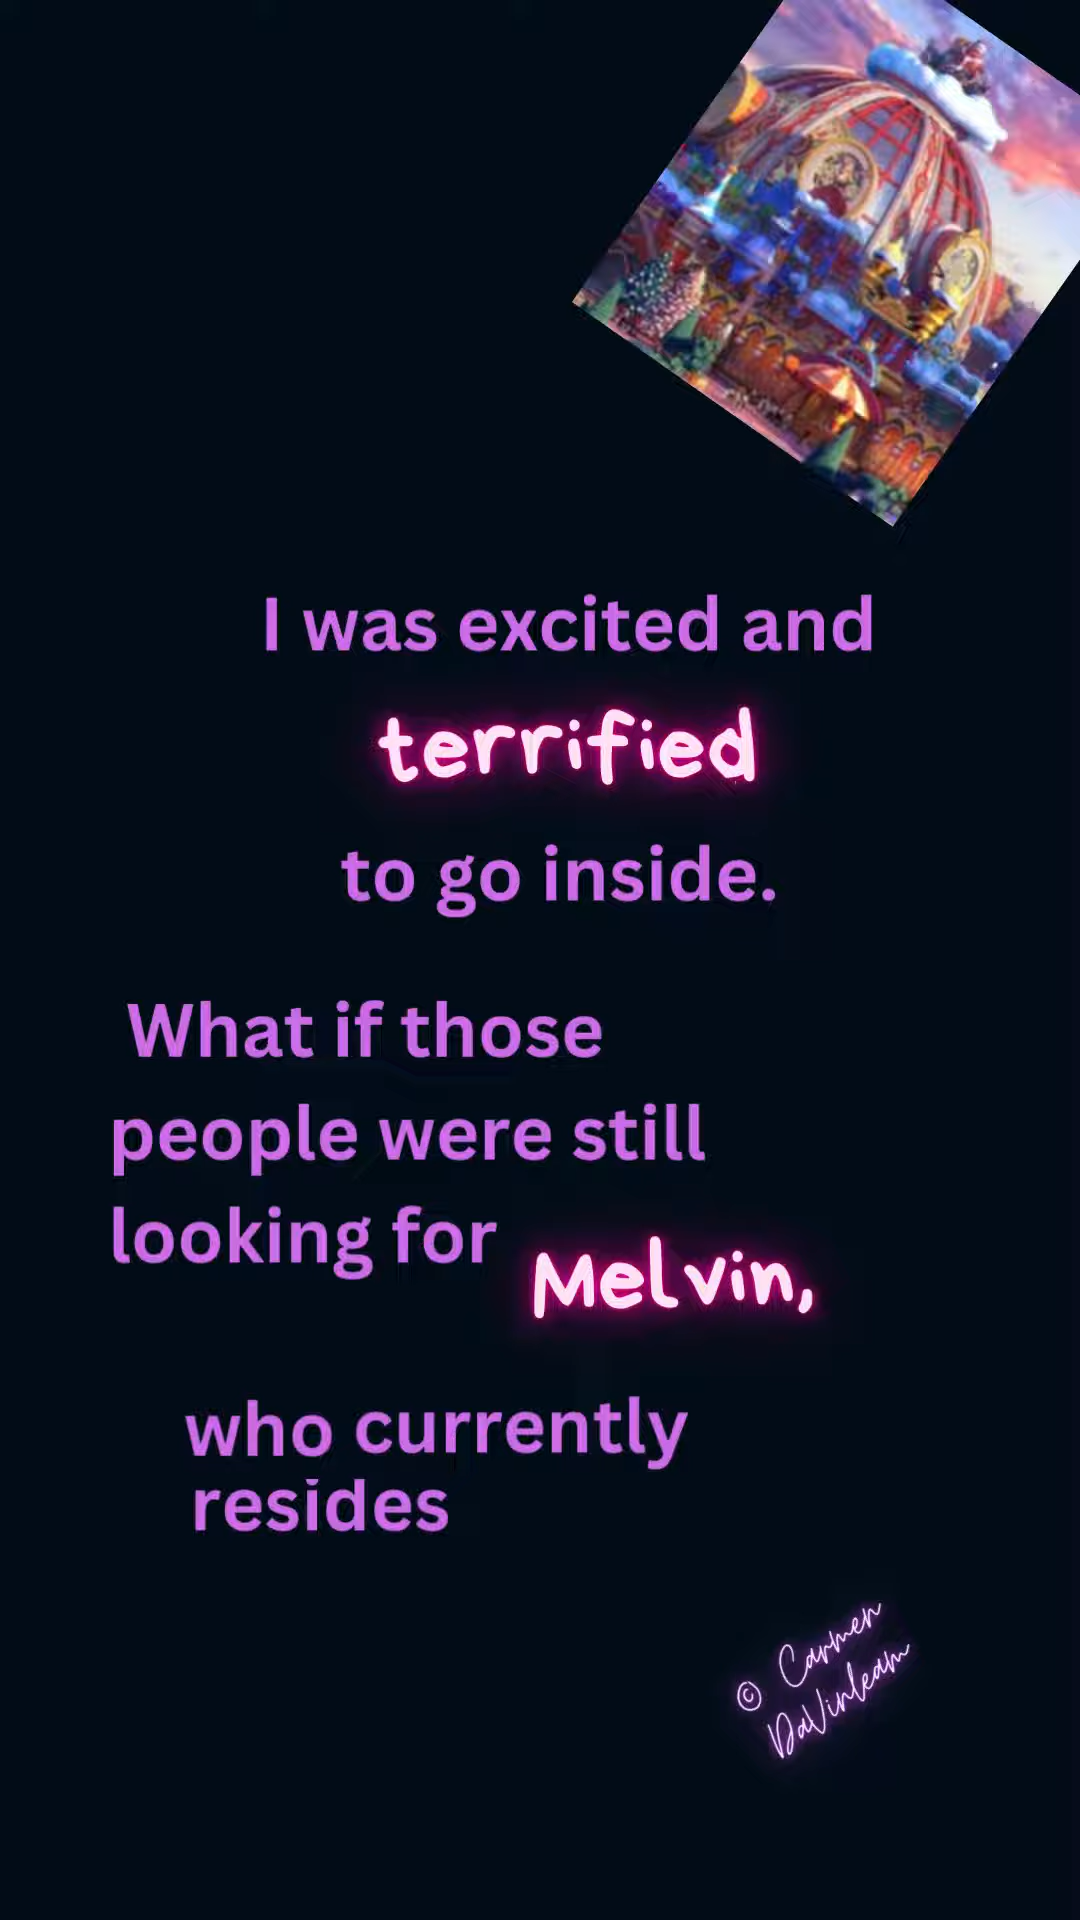 I was excited and
terrified
to go inside.
What if those
people were still
looking for Melvin,
who currently
resides
© Carmen
DaVinleam